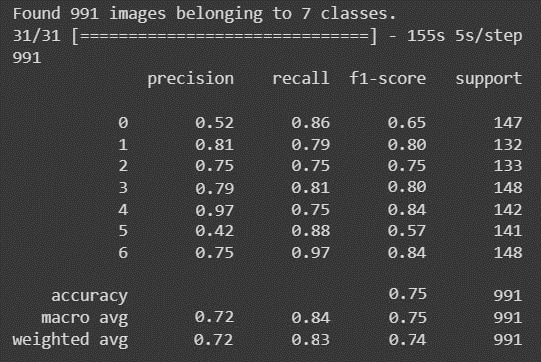 Found 991 images belonging to 7 classes.
31/31 [==============================] - 155s 5s/step
991
precision recall f1-score support
0 0.52 0.86 0.65 147
1 0.81 0.79 0.80 132
2 0.75 0.75 0.75 133
3 0.79 0.81 0.80 148
4 0.97 0.75 0.84 142
5 0.42 0.88 0.57 141
6 0.75 0.97 0.84 148
accuracy 0.75 991
macro avg 0.72 0.84 0.75 991
weighted avg 0.72 0.83 0.74 991